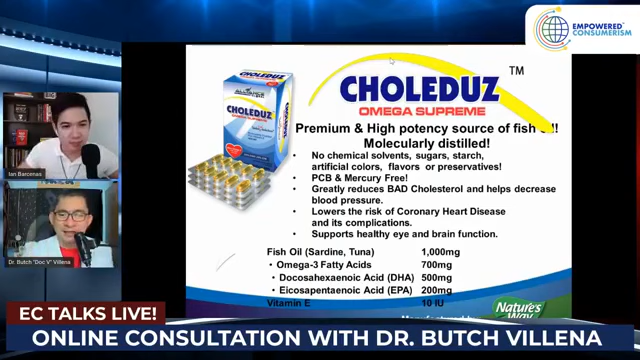 EMPOWERED
CONSUMERISM
CHOLEDUZ
TM
OMEGA SUPREME
CHOLEDUZ
OMEGA SUPREME
Premium & High potency source of fish oil!
Molecularly distilled!
• No chemical solvents, sugars, starch,
artificial colors, flavors or preservatives!
• PCB & Mercury Free!
• Greatly reduces BAD Cholesterol and helps decrease
blood pressure.
• Lowers the risk of Coronary Heart Disease
and its complications.
• Supports healthy eye and brain function.
Fish Oil (Sardine, Tuna) 1,000mg
• Omega-3 Fatty Acids 700mg
• Docosahexaenoic Acid (DHA) 500mg
• Eicosapentaenoic Acid (EPA) 200mg
Vitamin E 10 IU
Nature's
Way
Ian Barcenas
Dr. Butch "Doc V" Villena
EC TALKS LIVE!
ONLINE CONSULTATION WITH DR. BUTCH VILLENA